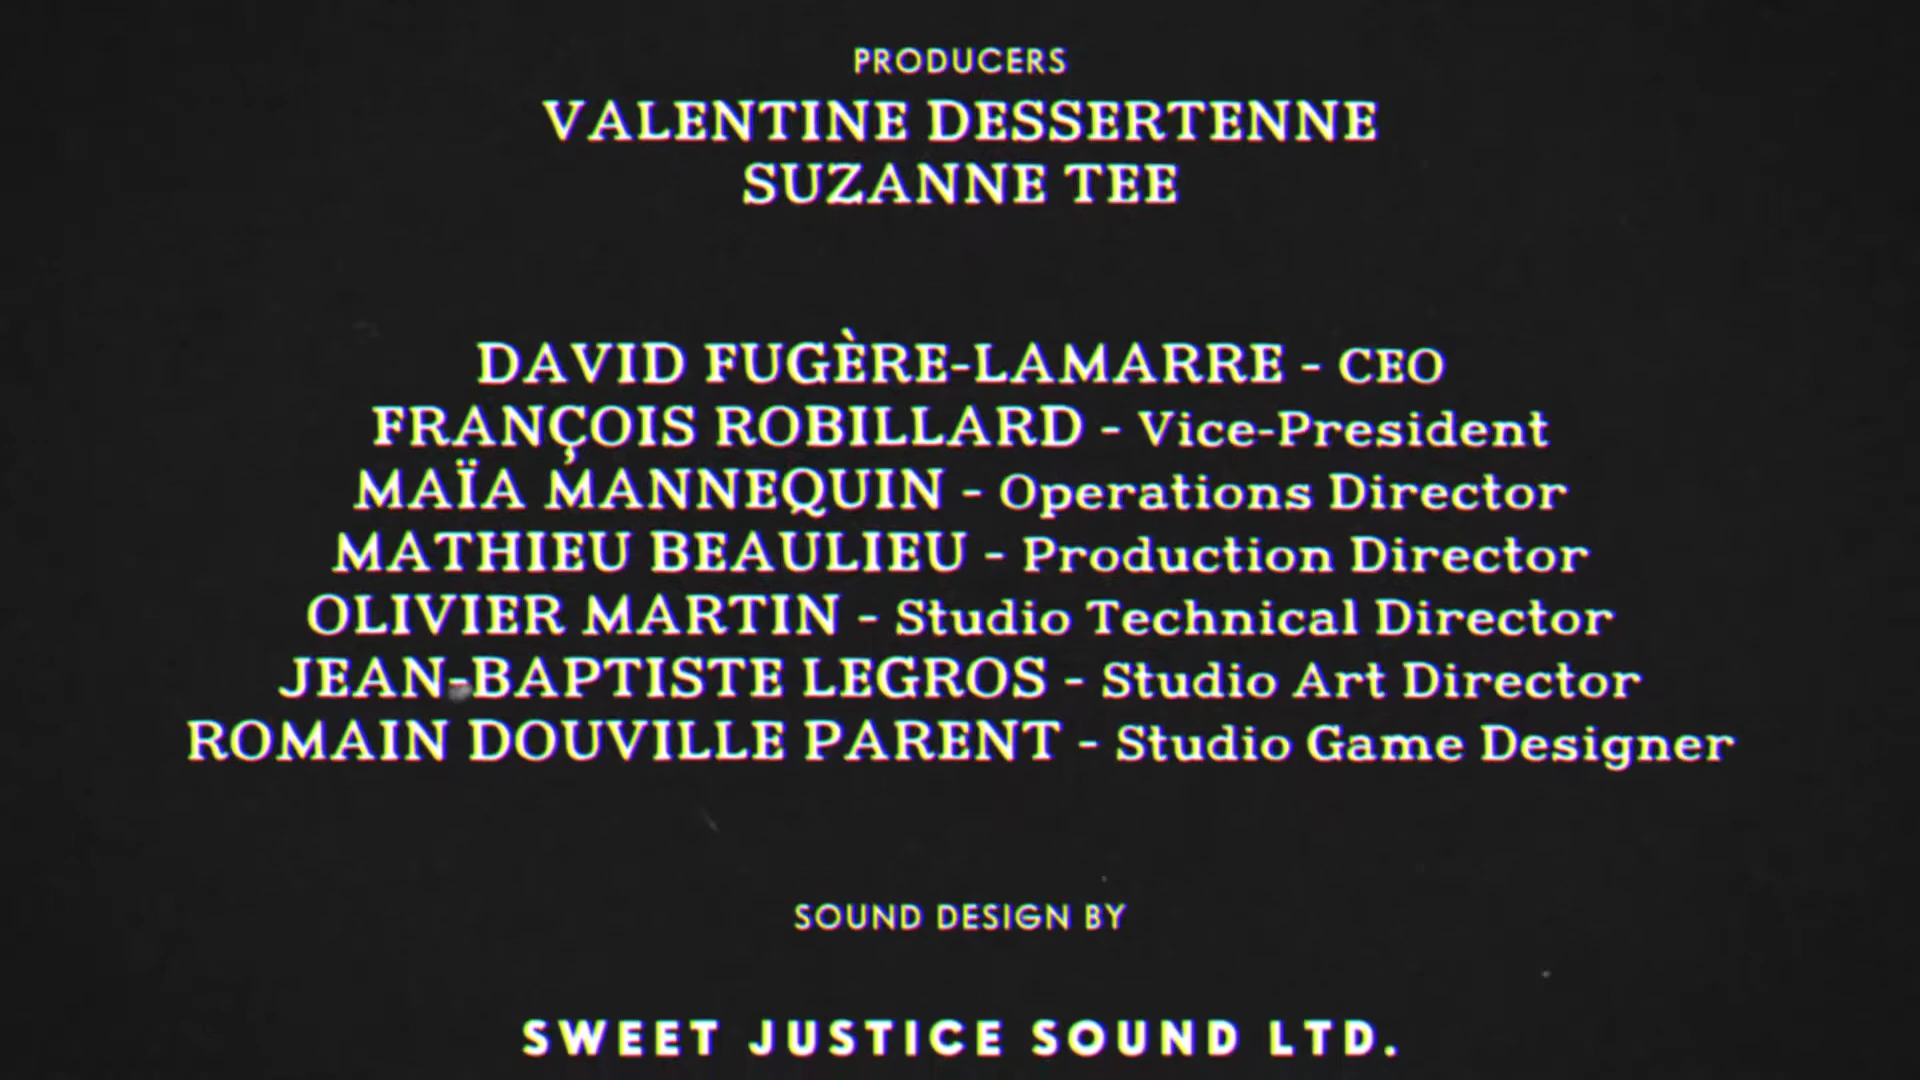 PRODUCERS
VALENTINE DESSERTENNE
SUZANNE TEE
DAVID FUGÈRE-LAMARRE - CEO
FRANÇOIS ROBILLARD - Vice-President
MAÏA MANNEQUIN - Operations Director
MATHIEU BEAULIEU - Production Director
OLIVIER MARTIN - Studio Technical Director
JEAN-BAPTISTE LEGROS - Studio Art Director
ROMAIN DOUVILLE PARENT - Studio Game Designer
SOUND DESIGN BY
SWEET JUSTICE SOUND LTD.